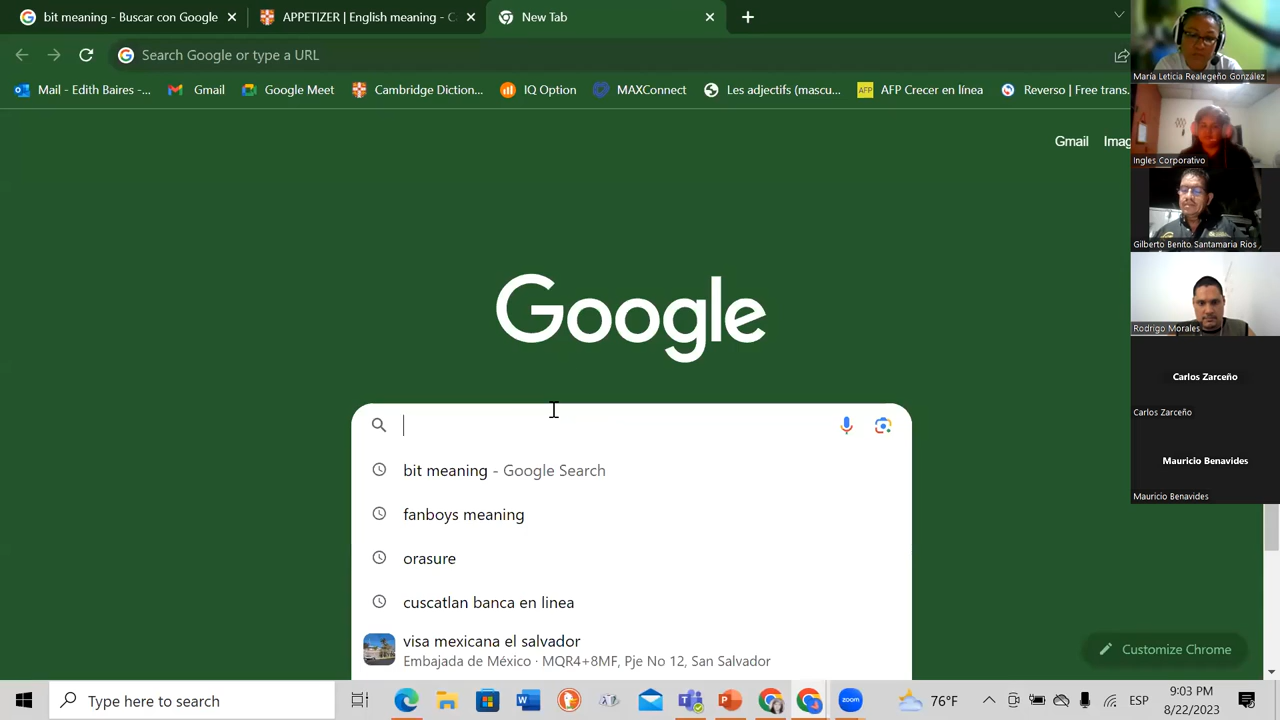 bit meaning - Buscar con Google
APPETIZER | English meaning - C
New Tab
Search Google or type a URL
Mail - Edith Baires -...
Gmail
Google Meet
Cambridge Diction...
IQ Option
MAXConnect
Les adjectifs (mascu...
AFP Crecer en línea
Reverso | Free trans.
Gmail
Imag
Google
bit meaning - Google Search
fanboys meaning
orasure
cuscatlan banca en linea
visa mexicana el salvador
Embajada de México · MQR4+8MF, Pje No 12, San Salvador
Customize Chrome
María Leticia Realegeño González
Ingles Corporativo
Gilberto Benito Santamaria Rios
Rodrigo Morales
Carlos Zarceño
Carlos Zarceño
Mauricio Benavides
Mauricio Benavides
Type here to search
zoom
76°F
ESP
9:03 PM
8/22/2023